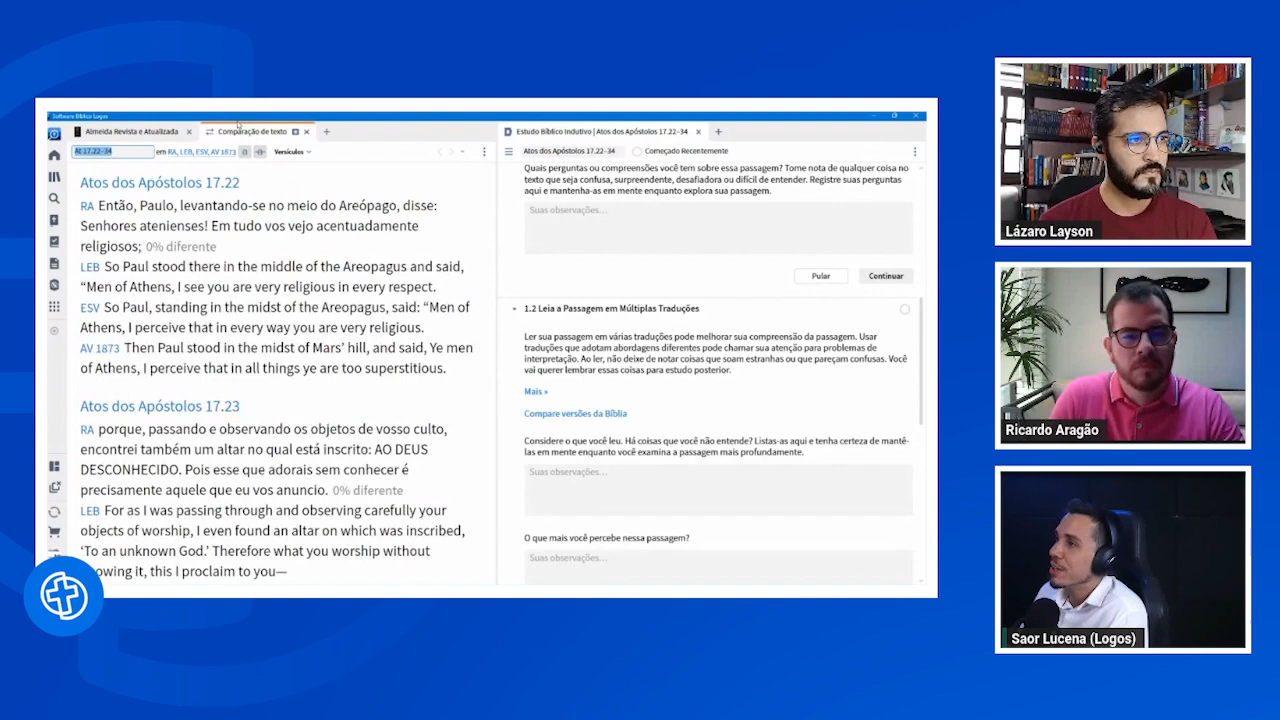 Software Bíblico Logos
Almeida Revista e Atualizada
Comparação de texto
At 17.22–34
em RA, LEB, ESV, AV 1873
Versículos
Atos dos Apóstolos 17.22
RA Então, Paulo, levantando-se no meio do Areópago, disse:
Senhores atenienses! Em tudo vos vejo acentuadamente
religiosos; 0% diferente
LEB So Paul stood there in the middle of the Areopagus and said,
“Men of Athens, I see you are very religious in every respect.
ESV So Paul, standing in the midst of the Areopagus, said: “Men of
Athens, I perceive that in every way you are very religious.
AV 1873 Then Paul stood in the midst of Mars’ hill, and said, Ye men
of Athens, I perceive that in all things ye are too superstitious.
Atos dos Apóstolos 17.23
RA porque, passando e observando os objetos de vosso culto,
encontrei também um altar no qual está inscrito: AO DEUS
DESCONHECIDO. Pois esse que adorais sem conhecer é
precisamente aquele que eu vos anuncio. 0% diferente
LEB For as I was passing through and observing carefully your
objects of worship, I even found an altar on which was inscribed,
‘To an unknown God.’ Therefore what you worship without
owing it, this I proclaim to you—
Estudo Bíblico Indutivo | Atos dos Apóstolos 17.22–34
Atos dos Apóstolos 17.22–34
Começado Recentemente
Quais perguntas ou compreensões você tem sobre essa passagem? Tome nota de qualquer coisa no
texto que seja confusa, surpreendente, desafiadora ou difícil de entender. Registre suas perguntas
aqui e mantenha-as em mente enquanto explora sua passagem.
Suas observações...
Pular
Continuar
1.2 Leia a Passagem em Múltiplas Traduções
Ler sua passagem em várias traduções pode melhorar sua compreensão da passagem. Usar
traduções que adotam abordagens diferentes pode chamar sua atenção para problemas de
interpretação. Ao ler, não deixe de notar coisas que soam estranhas ou que pareçam confusas. Você
vai querer lembrar essas coisas para estudo posterior.
Mais »
Compare versões da Bíblia
Considere o que você leu. Há coisas que você não entende? Listas-as aqui e tenha certeza de mantê-
las em mente enquanto você examina a passagem mais profundamente.
Suas observações...
O que mais você percebe nessa passagem?
Suas observações...
Lázaro Layson
Ricardo Aragão
Saor Lucena (Logos)